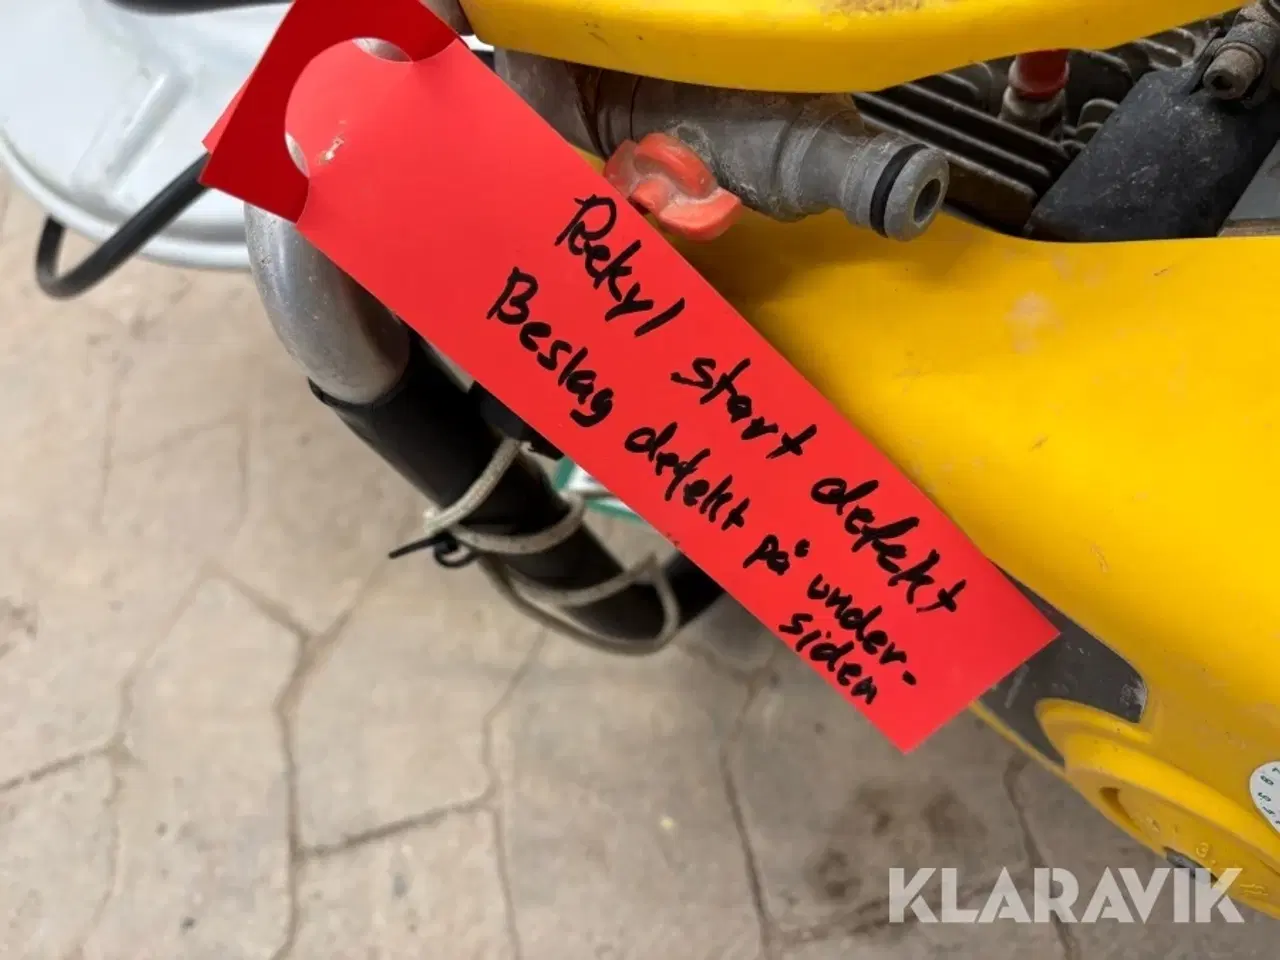 Rekyl start defekt
Beslag defekt på under-
siden
KLARAVIK